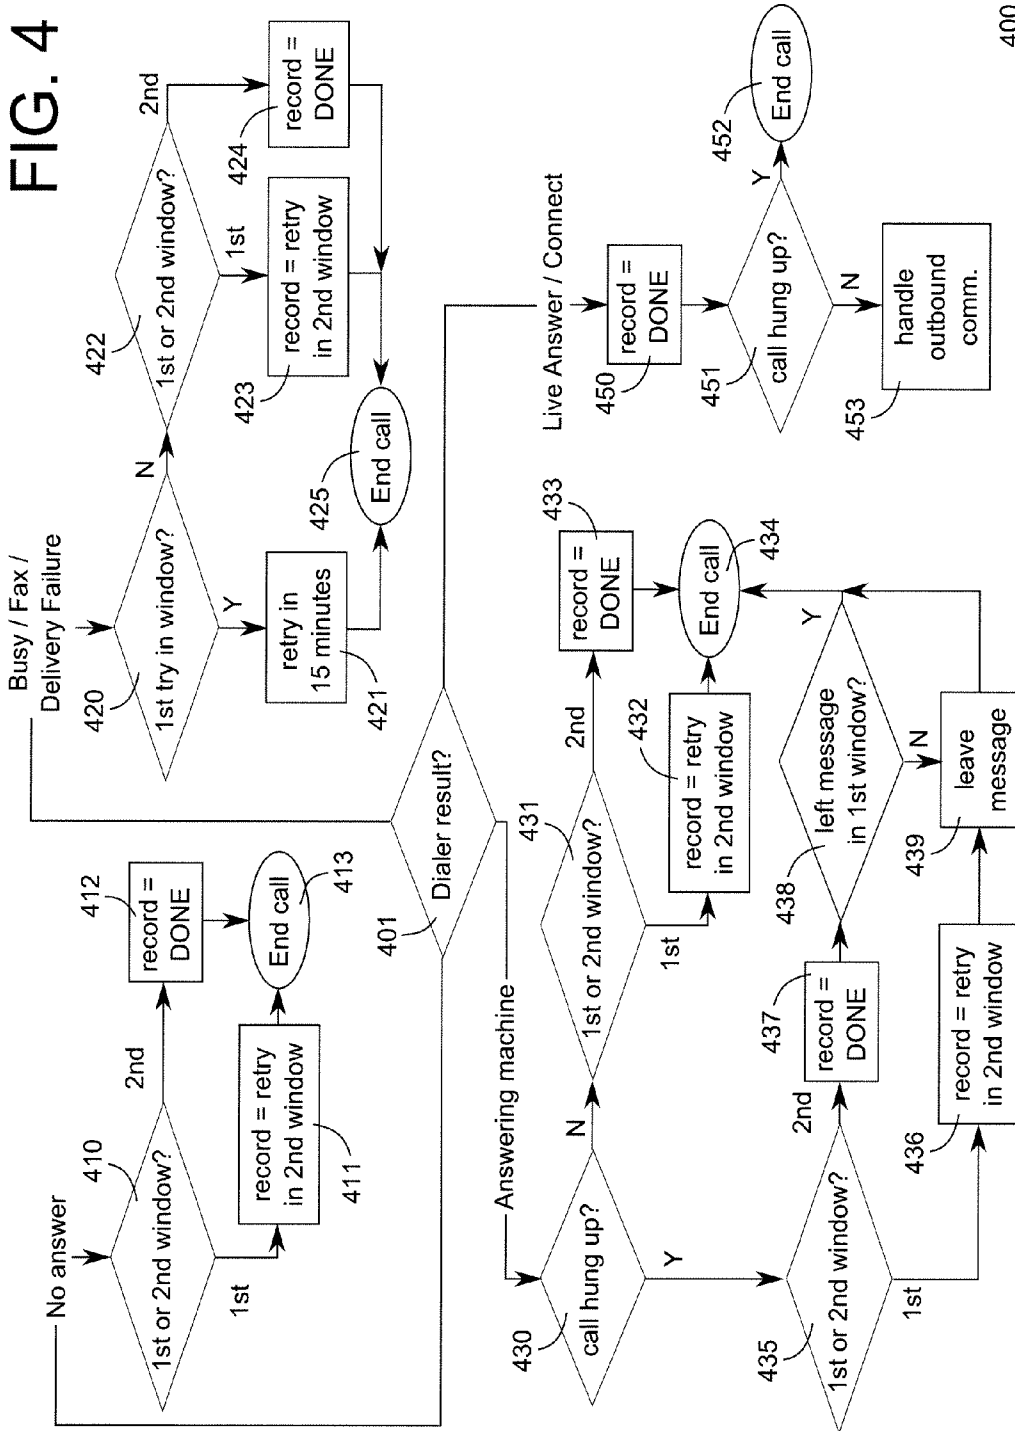 FIG. 4
400
No answer
410
1st or 2nd window?
2nd
412
record =
DONE
1st
record = retry
in 2nd window
411
End call
413
Busy / Fax /
Delivery Failure
420
1st try in window?
N
Y
retry in
15 minutes
421
422
1st or 2nd window?
2nd
1st
423
record = retry
in 2nd window
424
record =
DONE
425
End call
401
Dialer result?
Answering machine
430
call hung up?
N
Y
431
1st or 2nd window?
2nd
1st
433
record =
DONE
432
record = retry
in 2nd window
End call
434
435
1st or 2nd window?
2nd
1st
437
record =
DONE
438
left message
in 1st window?
Y
N
436
record = retry
in 2nd window
439
leave
message
Live Answer / Connect
450
record =
DONE
451
call hung up?
Y
N
452
End call
453
handle
outbound
comm.